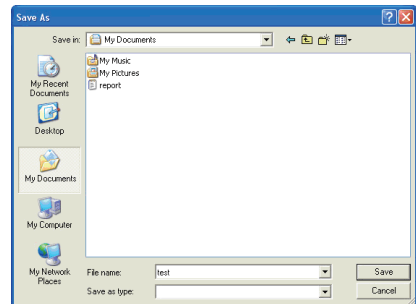 Save As
Save in:
My Documents
My Recent
Documents
Desktop
My Documents
My Computer
My Network
Places
My Music
My Pictures
report
File name:
test
Save
Save as type:
Cancel